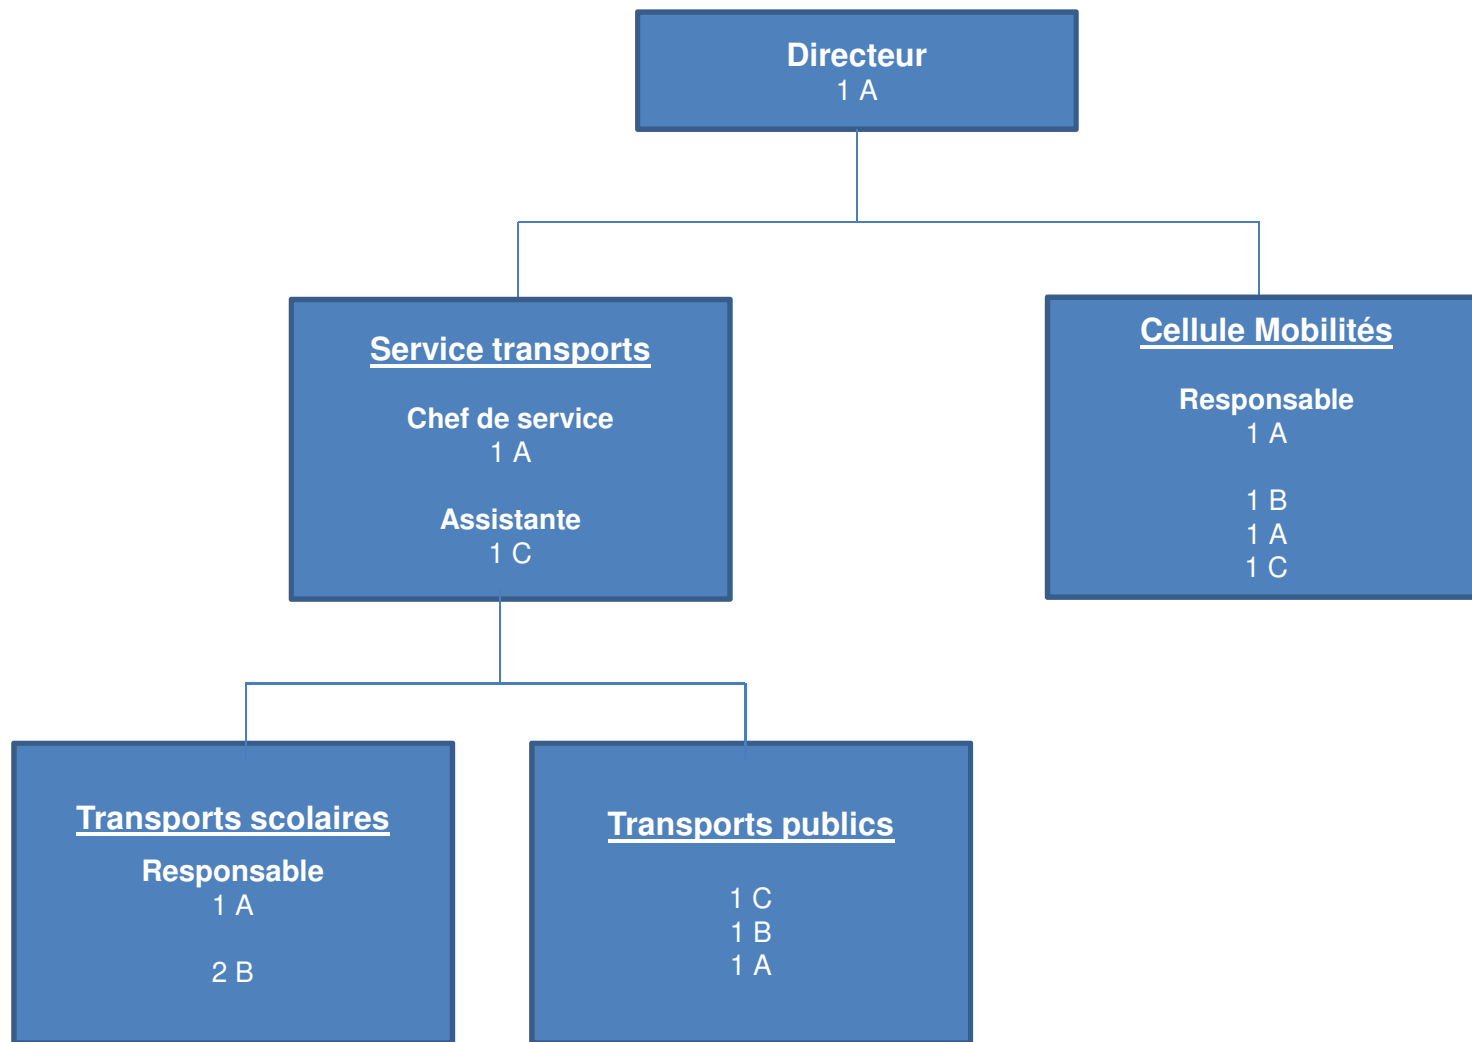 Directeur
1 A
Service transports
Chef de service
1 A
Assistante
1 C
Cellule Mobilités
Responsable
1 A
1 B
1 A
1 C
Transports scolaires
Responsable
1 A
2 B
Transports publics
1 C
1 B
1 A